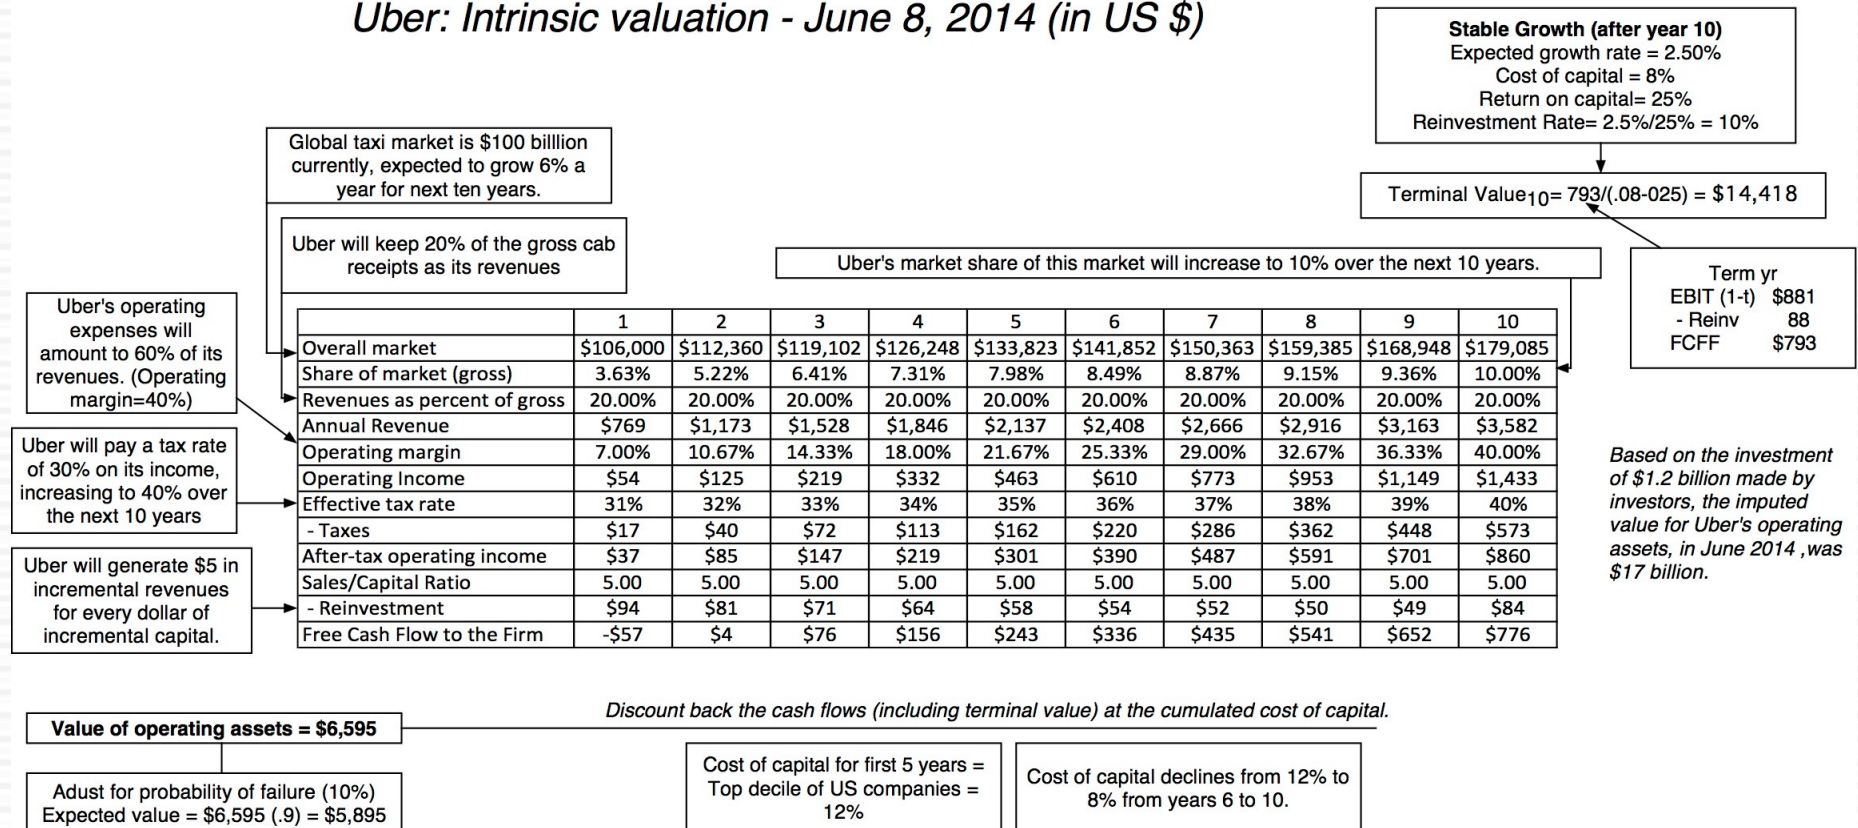 Uber: Intrinsic valuation - June 8, 2014 (in US $)
Stable Growth (after year 10)
Expected growth rate = 2.50%
Cost of capital = 8%
Return on capital= 25%
Reinvestment Rate= 2.5%/25% = 10%
Global taxi market is $100 billlion
currently, expected to grow 6% a
year for next ten years.
Terminal Value10= 793/(.08-025) = $14,418
Uber will keep 20% of the gross cab
receipts as its revenues
Uber's market share of this market will increase to 10% over the next 10 years.
Term yr
EBIT (1-t) $881
- Reinv 88
FCFF $793
Uber's operating
expenses will
amount to 60% of its
revenues. (Operating
margin=40%)
Uber will pay a tax rate
of 30% on its income,
increasing to 40% over
the next 10 years
Uber will generate $5 in
incremental revenues
for every dollar of
incremental capital.
1 2 3 4 5 6 7 8 9 10
Overall market $106,000 $112,360 $119,102 $126,248 $133,823 $141,852 $150,363 $159,385 $168,948 $179,085
Share of market (gross) 3.63% 5.22% 6.41% 7.31% 7.98% 8.49% 8.87% 9.15% 9.36% 10.00%
Revenues as percent of gross 20.00% 20.00% 20.00% 20.00% 20.00% 20.00% 20.00% 20.00% 20.00% 20.00%
Annual Revenue $769 $1,173 $1,528 $1,846 $2,137 $2,408 $2,666 $2,916 $3,163 $3,582
Operating margin 7.00% 10.67% 14.33% 18.00% 21.67% 25.33% 29.00% 32.67% 36.33% 40.00%
Operating Income $54 $125 $219 $332 $463 $610 $773 $953 $1,149 $1,433
Effective tax rate 31% 32% 33% 34% 35% 36% 37% 38% 39% 40%
- Taxes $17 $40 $72 $113 $162 $220 $286 $362 $448 $573
After-tax operating income $37 $85 $147 $219 $301 $390 $487 $591 $701 $860
Sales/Capital Ratio 5.00 5.00 5.00 5.00 5.00 5.00 5.00 5.00 5.00 5.00
- Reinvestment $94 $81 $71 $64 $58 $54 $52 $50 $49 $84
Free Cash Flow to the Firm -$57 $4 $76 $156 $243 $336 $435 $541 $652 $776
Based on the investment
of $1.2 billion made by
investors, the imputed
value for Uber's operating
assets, in June 2014 ,was
$17 billion.
Discount back the cash flows (including terminal value) at the cumulated cost of capital.
Value of operating assets = $6,595
Adust for probability of failure (10%)
Expected value = $6,595 (.9) = $5,895
Cost of capital for first 5 years =
Top decile of US companies =
12%
Cost of capital declines from 12% to
8% from years 6 to 10.